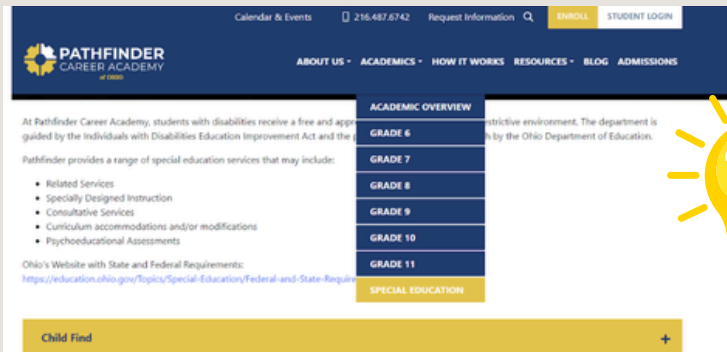 Calendar & Events 216.487.6742 Request Information ENROLL STUDENT LOGIN
PATHFINDER
CAREER ACADEMY
of OHIO
ABOUT US ACADEMICS HOW IT WORKS RESOURCES BLOG ADMISSIONS
ACADEMIC OVERVIEW
GRADE 6
GRADE 7
GRADE 8
GRADE 9
GRADE 10
GRADE 11
SPECIAL EDUCATION
At Pathfinder Career Academy, students with disabilities receive a free and appr strictive environment. The department is
guided by the Individuals with Disabilities Education Improvement Act and the p h by the Ohio Department of Education.
Pathfinder provides a range of special education services that may include:
• Related Services
• Specially Designed Instruction
• Consultative Services
• Curriculum accommodations and/or modifications
• Psychoeducational Assessments
Ohio's Website with State and Federal Requirements:
https://education.ohio.gov/Topics/Special-Education/Federal-and-State-Require
Child Find +